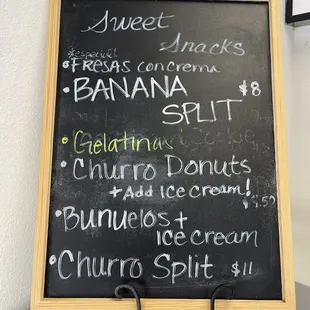 Sweet
Snacks
*especial*
• FRESAS con crema
• BANANA $8
SPLIT
• Gelatinas
• Churro Donuts
+ Add ice cream!
• Buñuelos +
Ice cream
• Churro Split $11